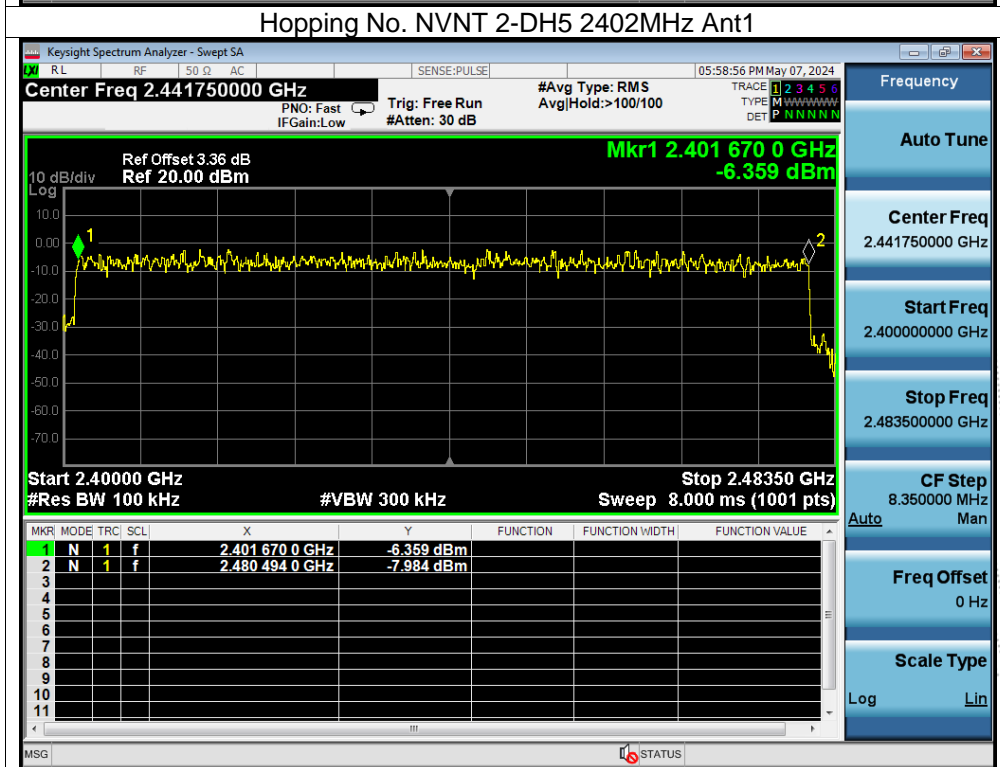 Hopping No. NVNT 2-DH5 2402MHz Ant1
Keysight Spectrum Analyzer - Swept SA
LXI RL RF 50 Ω AC SENSE:PULSE 05:58:56 PM May 07, 2024
Center Freq 2.441750000 GHz
PNO: Fast
IFGain:Low
Trig: Free Run
#Atten: 30 dB
#Avg Type: RMS
Avg|Hold:>100/100
TRACE 1 2 3 4 5 6
TYPE M WWWWW
DET P N N N N N
Ref Offset 3.36 dB
Ref 20.00 dBm
10 dB/div
Log
Mkr1 2.401 670 0 GHz
-6.359 dBm
10.0
0.00
-10.0
-20.0
-30.0
-40.0
-50.0
-60.0
-70.0
1
2
Start 2.40000 GHz
Stop 2.48350 GHz
#Res BW 100 kHz
#VBW 300 kHz
Sweep 8.000 ms (1001 pts)
MKR MODE TRC SCL X Y FUNCTION FUNCTION WIDTH FUNCTION VALUE
1 N 1 f 2.401 670 0 GHz -6.359 dBm
2 N 1 f 2.480 494 0 GHz -7.984 dBm
3
4
5
6
7
8
9
10
11
MSG
STATUS
Frequency
Auto Tune
Center Freq
2.441750000 GHz
Start Freq
2.400000000 GHz
Stop Freq
2.483500000 GHz
CF Step
8.350000 MHz
Auto Man
Freq Offset
0 Hz
Scale Type
Log Lin